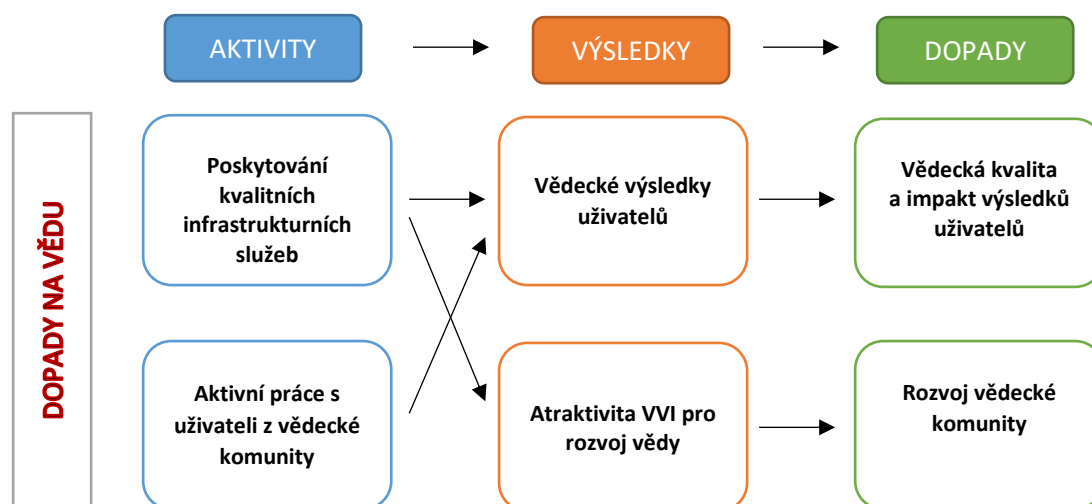 AKTIVITY
VÝSLEDKY
DOPADY
DOPADY NA VĚDU
Poskytování
kvalitních
infrastrukturních
služeb
Vědecké výsledky
uživatelů
Vědecká kvalita
a impakt výsledků
uživatelů
Aktivní práce s
uživateli z vědecké
komunity
Atraktivita VVI pro
rozvoj vědy
Rozvoj vědecké
komunity